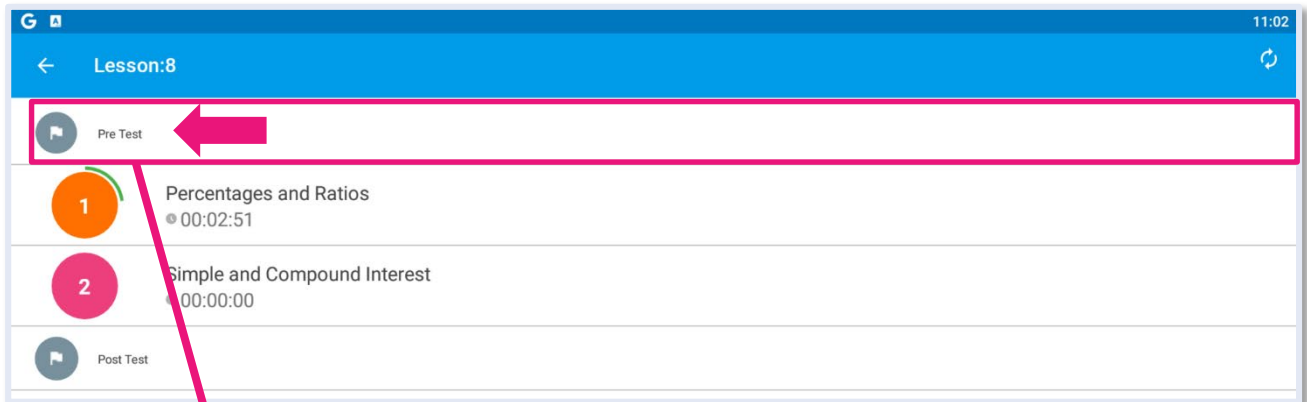 G A 11:02
Lesson:8
Pre Test
1 Percentages and Ratios
00:02:51
2 Simple and Compound Interest
00:00:00
Post Test